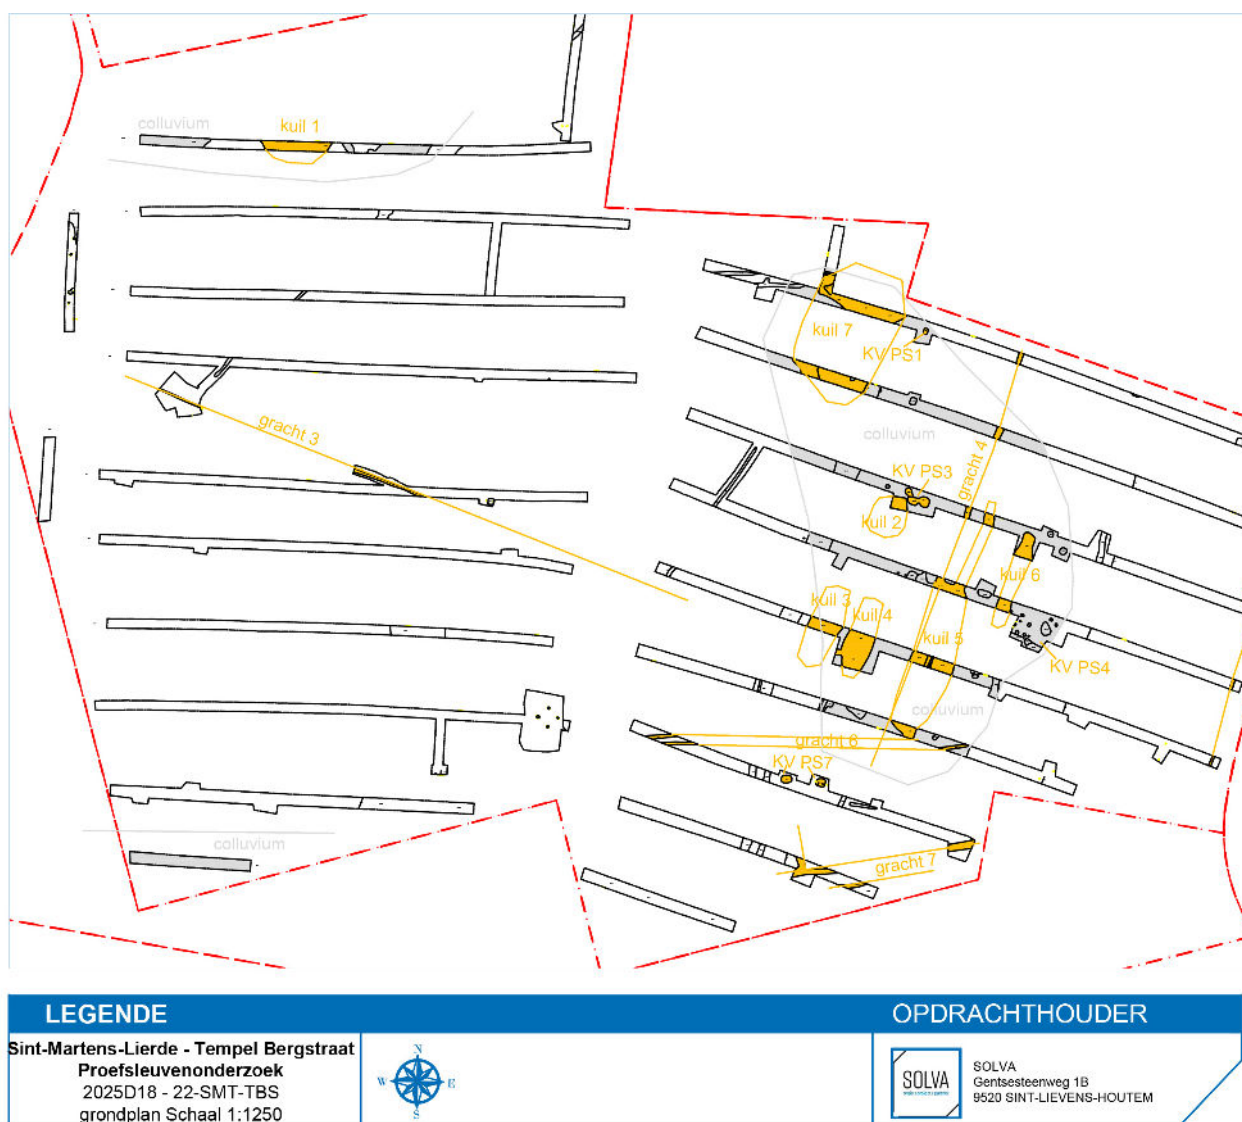 colluvium
kuil 1
kuil 7
KV PS1
gracht 3
colluvium
gracht 4
KV PS3
kuil 2
kuil 6
kuil 3
kuil 4
kuil 5
KV PS4
colluvium
gracht 6
KV PS7
colluvium
gracht 7
LEGENDE
OPDRACHTHOUDER
Sint-Martens-Lierde - Tempel Bergstraat
Proefsleuvenonderzoek
2025D18 - 22-SMT-TBS
grondplan Schaal 1:1250
N
W E
S
SOLVA
SOLVA
Gentsesteenweg 1B
9520 SINT-LIEVENS-HOUTEM